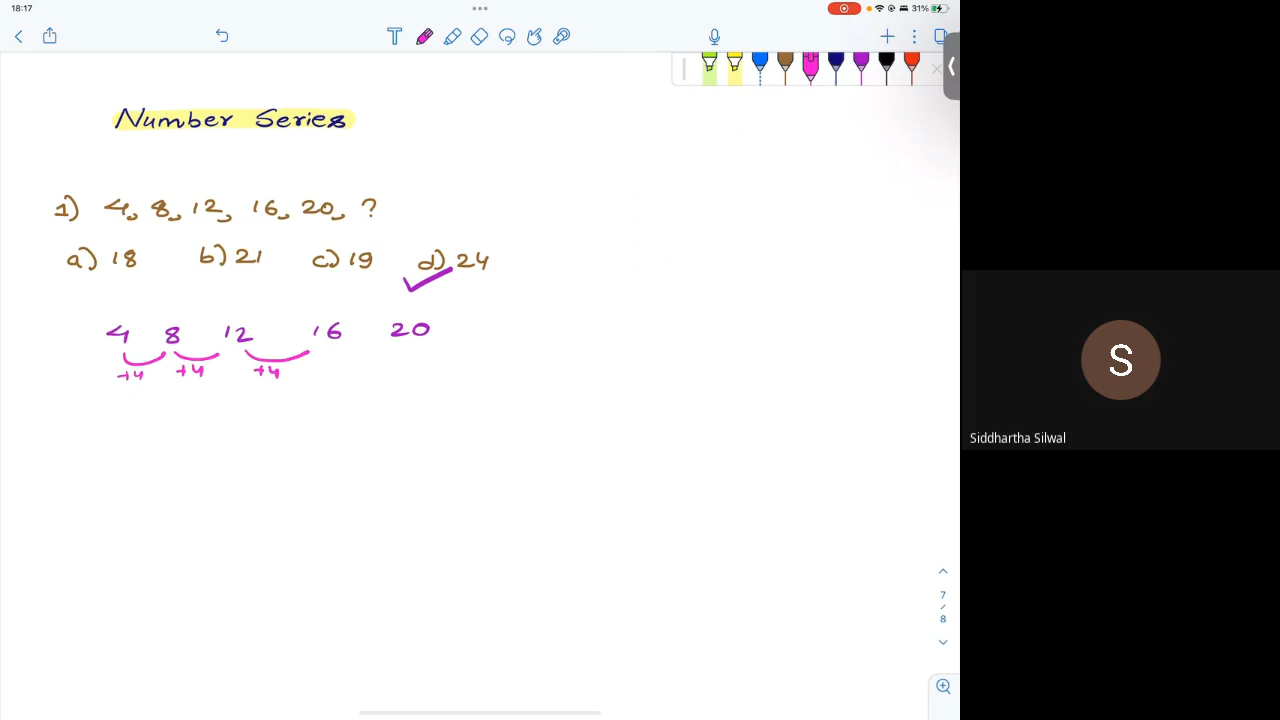 18:17
31%
T
Number Series
1) 4, 8, 12, 16, 20, ?
a) 18 b) 21 c) 19 d) 24
4 8 12 16 20
+4 +4 +4
S
Siddhartha Silwal
7
/
8